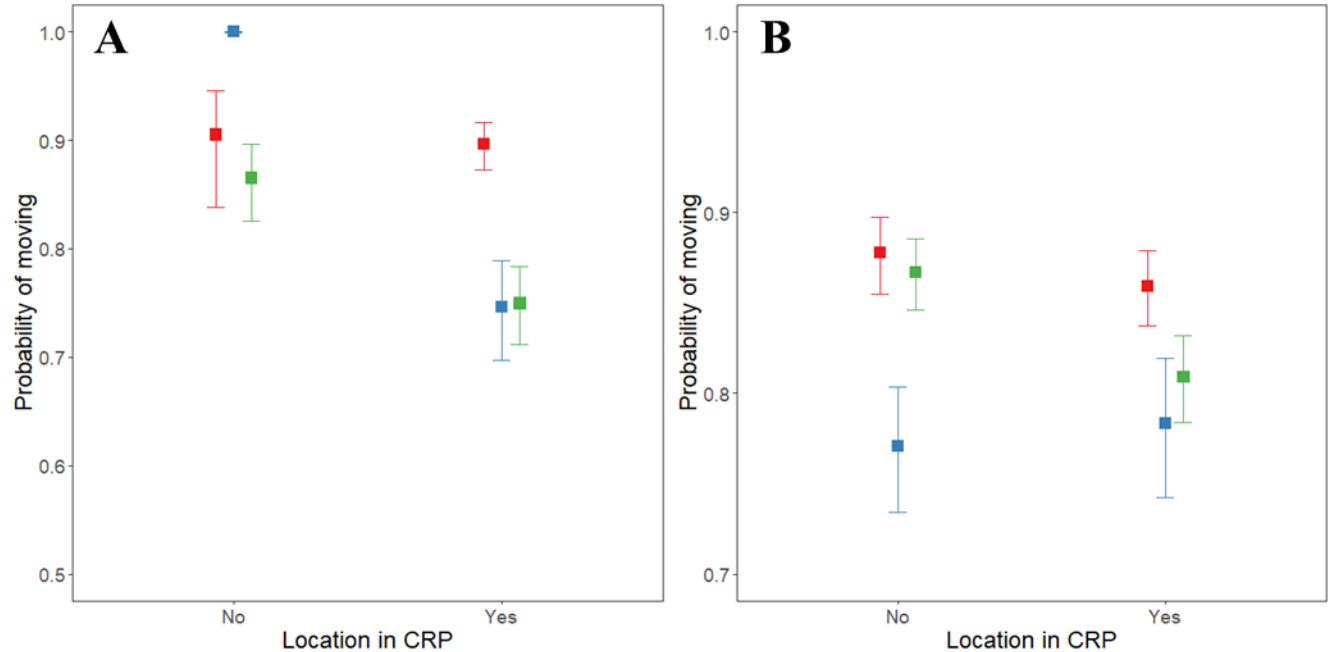 A
Probability of moving
1.0
0.9
0.8
0.7
0.6
0.5
No
Yes
Location in CRP
B
Probability of moving
1.0
0.9
0.8
0.7
No
Yes
Location in CRP